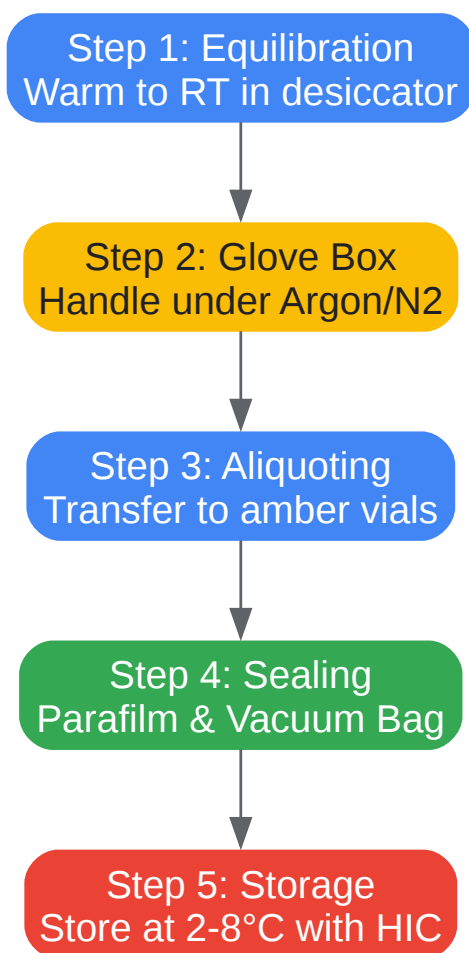 Step 1: Equilibration
Warm to RT in desiccator
Step 2: Glove Box
Handle under Argon/N2
Step 3: Aliquoting
Transfer to amber vials
Step 4: Sealing
Parafilm & Vacuum Bag
Step 5: Storage
Store at 2-8°C with HIC